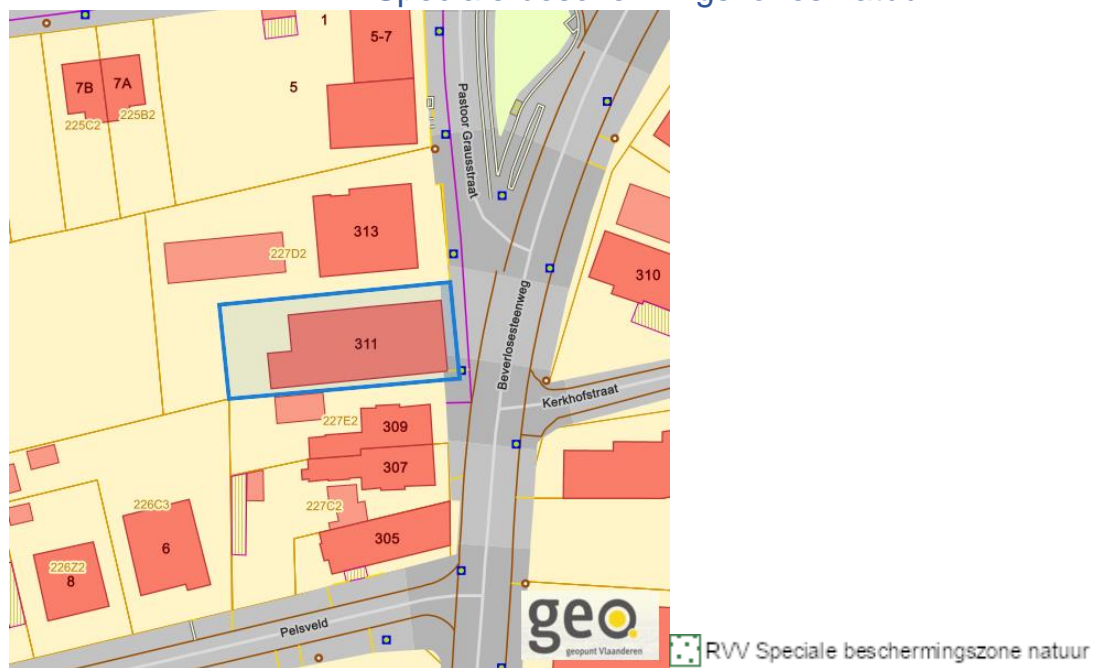 1
5-7
5
7B
7A
225C2
225B2
Pastoor Grausstraat
313
227D2
310
311
Beverlosesteenweg
Kerkhofstraat
227E2
309
307
226C3
227C2
6
305
226Z2
8
Pelsveld
geo
geopunt Vlaanderen
RVV Speciale beschermingszone natuur